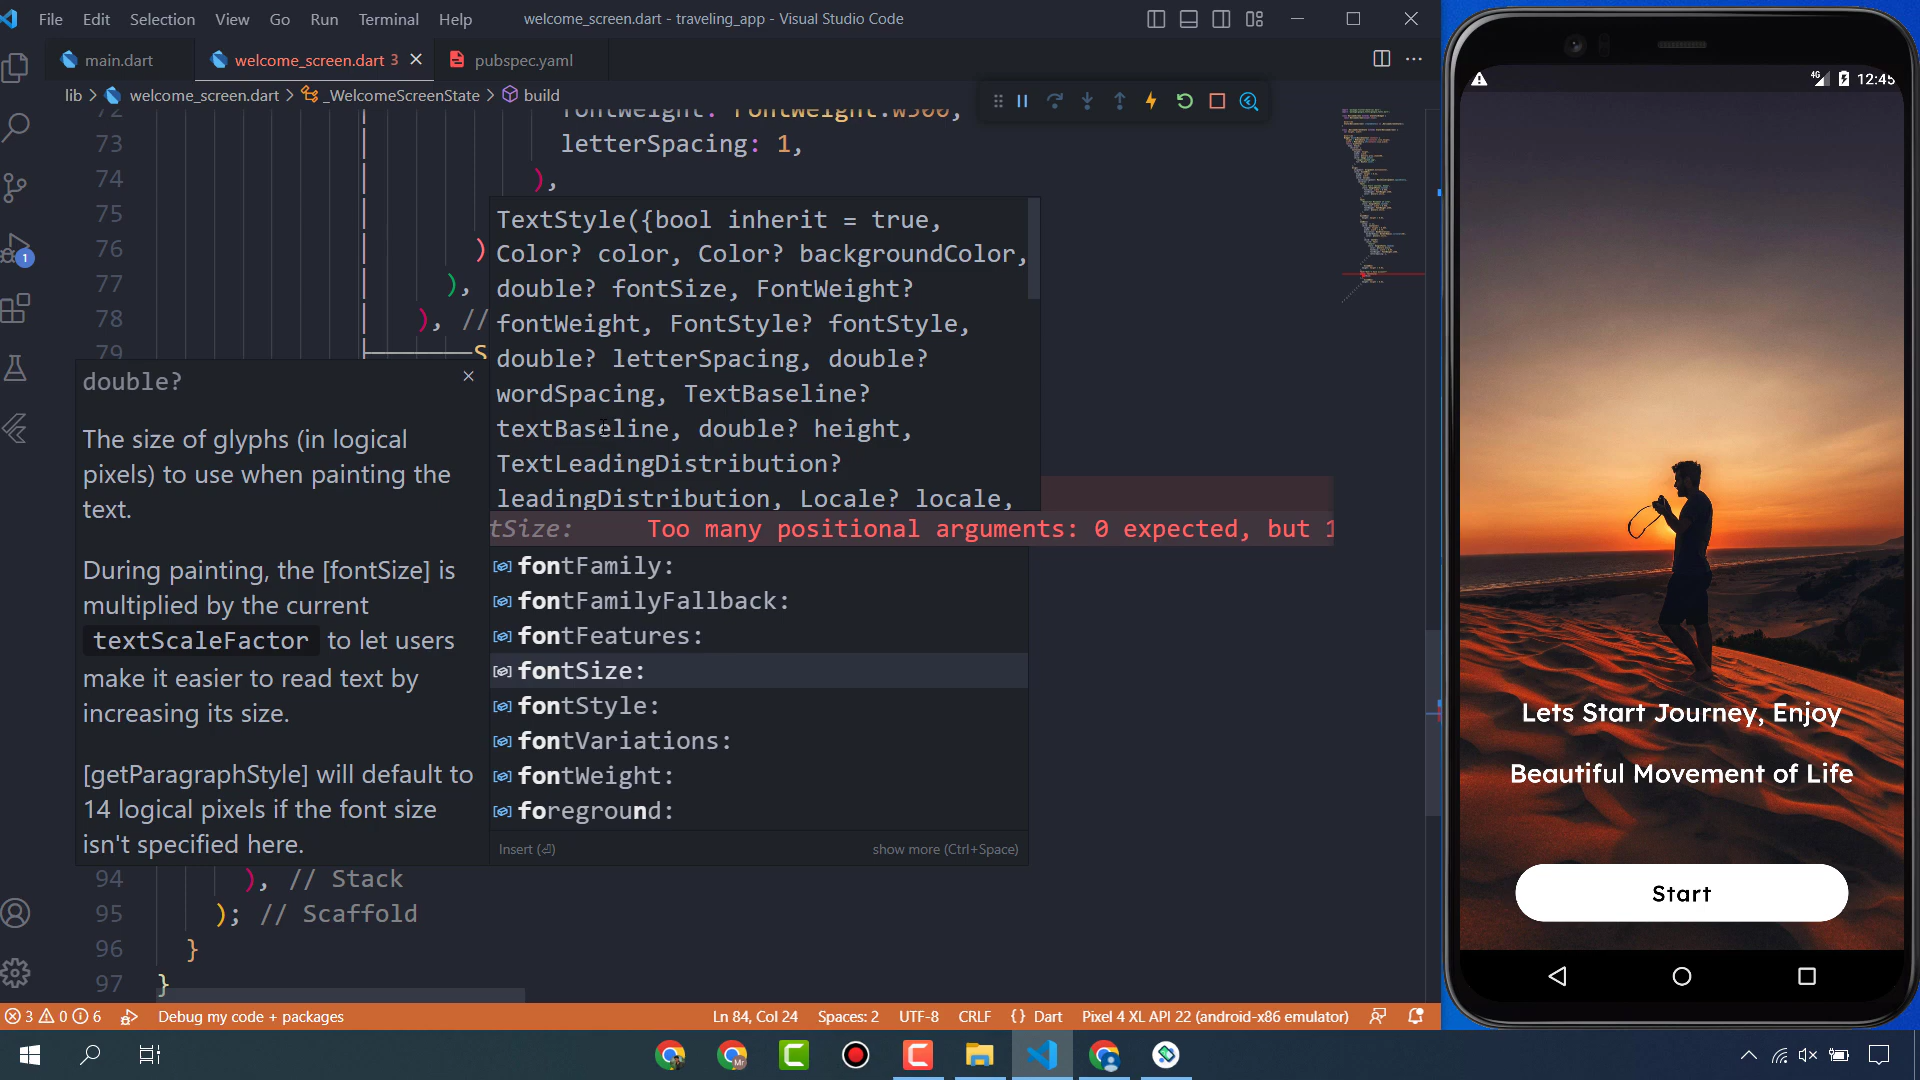 File Edit Selection View Go Run Terminal Help
welcome_screen.dart - traveling_app - Visual Studio Code
main.dart
welcome_screen.dart 3
pubspec.yaml
lib > welcome_screen.dart > _WelcomeScreenState > build
72 fontWeight: FontWeight.w500,
73 letterSpacing: 1,
74 ),
75
76 )
77 ),
78 ), //
79 S
TextStyle({bool inherit = true,
Color? color, Color? backgroundColor,
double? fontSize, FontWeight?
fontWeight, FontStyle? fontStyle,
double? letterSpacing, double?
wordSpacing, TextBaseline?
textBaseline, double? height,
TextLeadingDistribution?
leadingDistribution, Locale? locale,
double?
The size of glyphs (in logical
pixels) to use when painting the
text.
During painting, the [fontSize] is
multiplied by the current
textScaleFactor to let users
make it easier to read text by
increasing its size.
[getParagraphStyle] will default to
14 logical pixels if the font size
isn't specified here.
tSize: Too many positional arguments: 0 expected, but 1
fontFamily:
fontFamilyFallback:
fontFeatures:
fontSize:
fontStyle:
fontVariations:
fontWeight:
foreground:
Insert (⏎)
show more (Ctrl+Space)
94 ), // Stack
95 ); // Scaffold
96 }
97 }
3 0 6 Debug my code + packages
Ln 84, Col 24 Spaces: 2 UTF-8 CRLF {} Dart Pixel 4 XL API 22 (android-x86 emulator)
1
4G 12:45
Lets Start Journey, Enjoy
Beautiful Movement of Life
Start